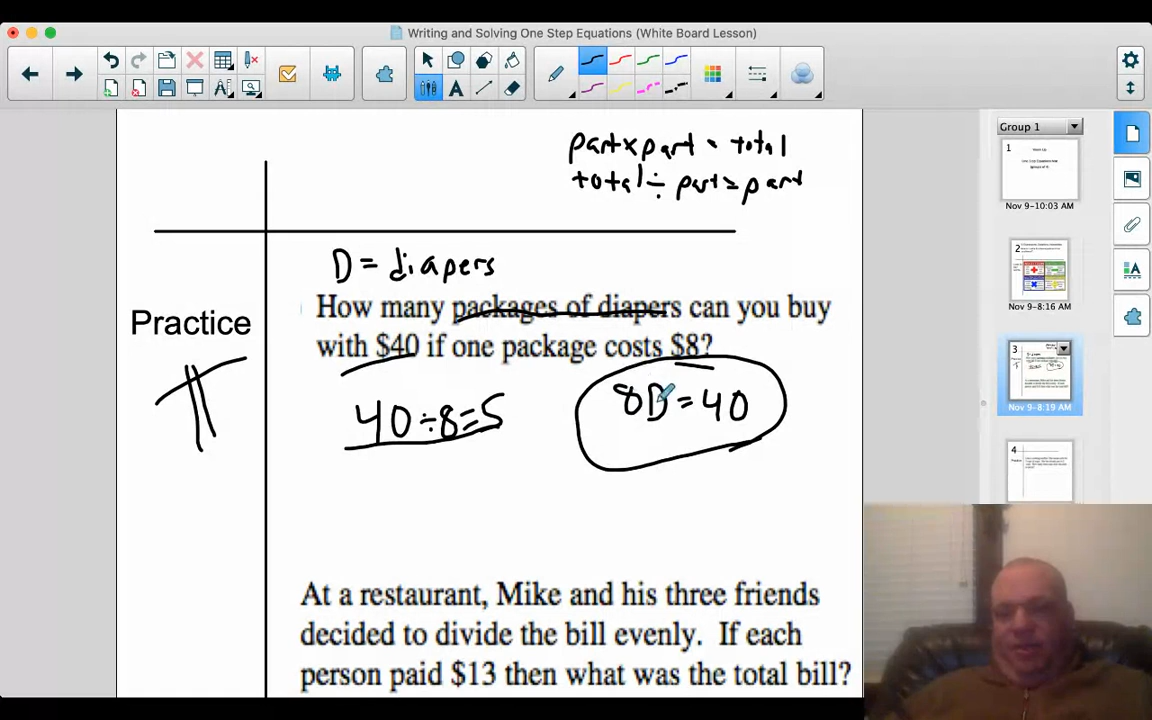 Writing and Solving One Step Equations (White Board Lesson)
part x part = total
total ÷ part = part
D = diapers
How many packages of diapers can you buy
with $40 if one package costs $8?
Practice
40 ÷ 8 = 5
8D = 40
At a restaurant, Mike and his three friends
decided to divide the bill evenly. If each
person paid $13 then what was the total bill?
Group 1
1
Nov 9-10:03 AM
2
Nov 9-8:16 AM
3
Nov 9-8:19 AM
4